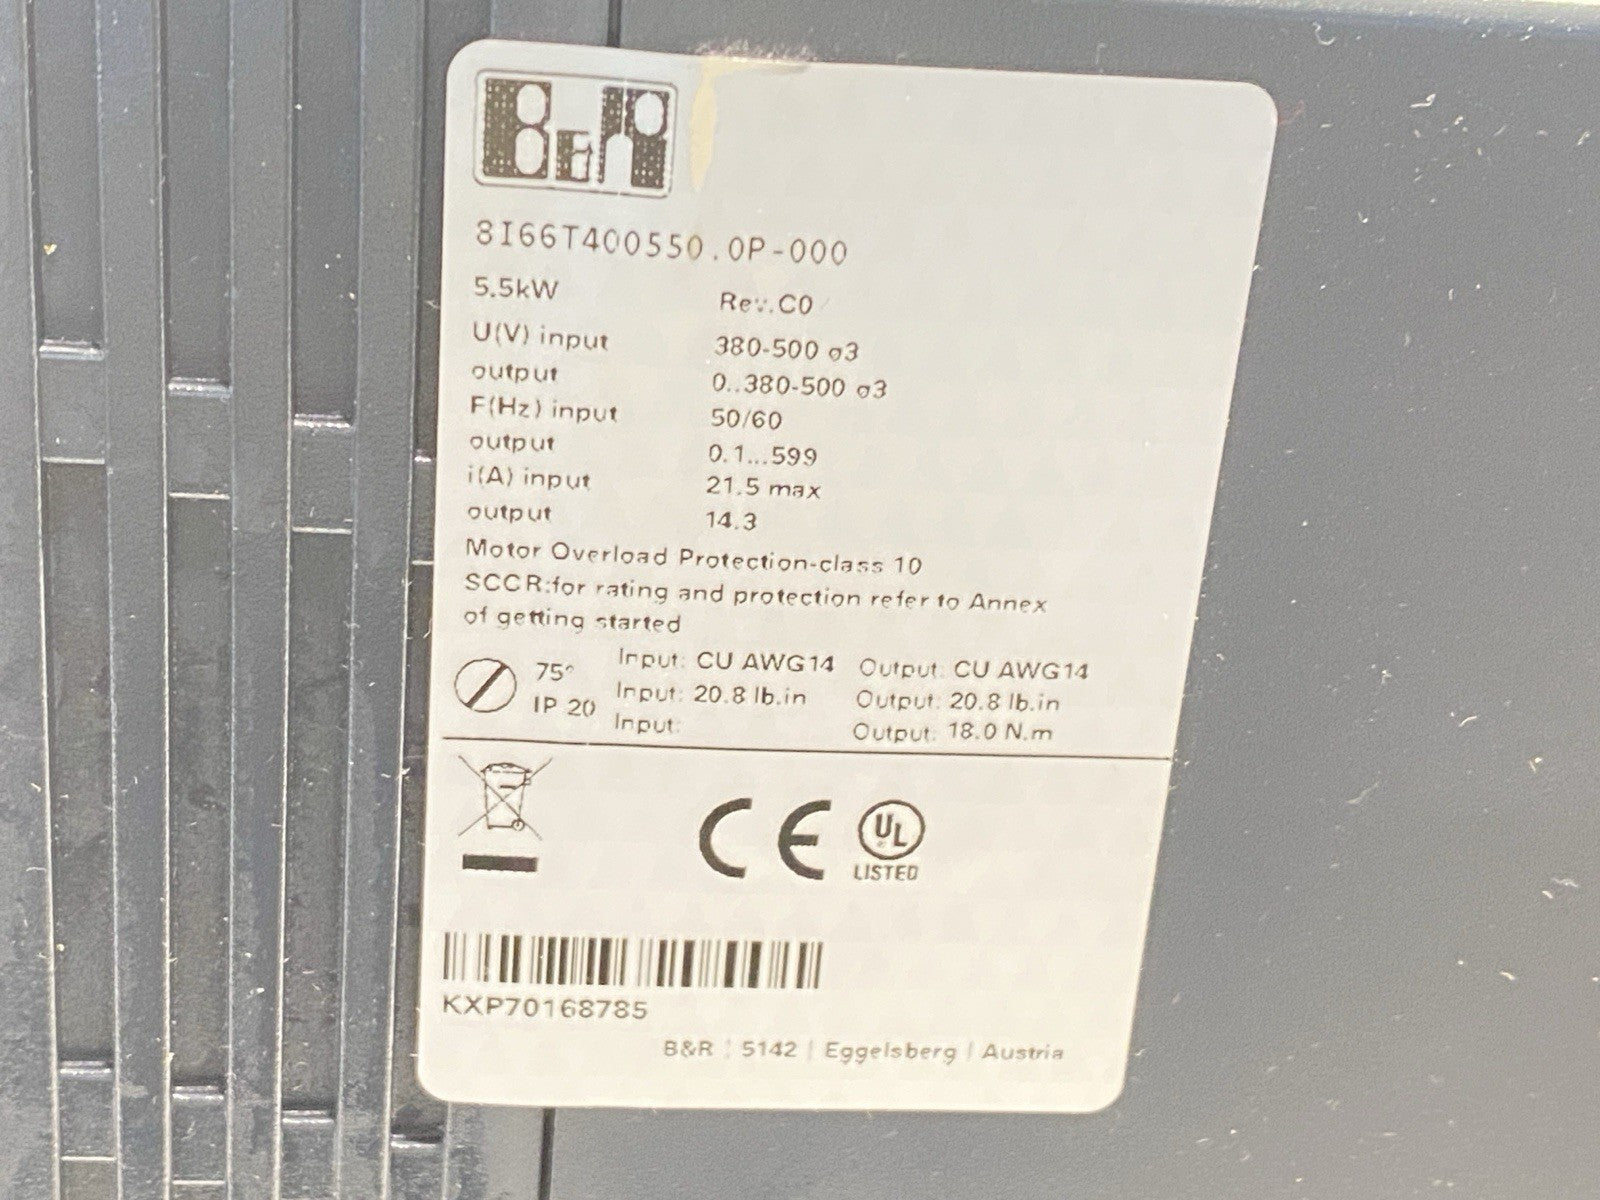 B&R
8I66T400550.0P-000
5.5kW Rev.C0
U(V) input 380-500 ø3
output 0..380-500 ø3
F(Hz) input 50/60
output 0.1...599
i(A) input 21.5 max
output 14.3
Motor Overload Protection-class 10
SCCR:for rating and protection refer to Annex
of getting started
75° Input: CU AWG14 Output: CU AWG14
IP 20 Input: 20.8 lb.in Output: 20.8 lb.in
Input: Output: 18.0 N.m
CE UL
LISTED
KXP70168785
B&R | 5142 | Eggelsberg | Austria